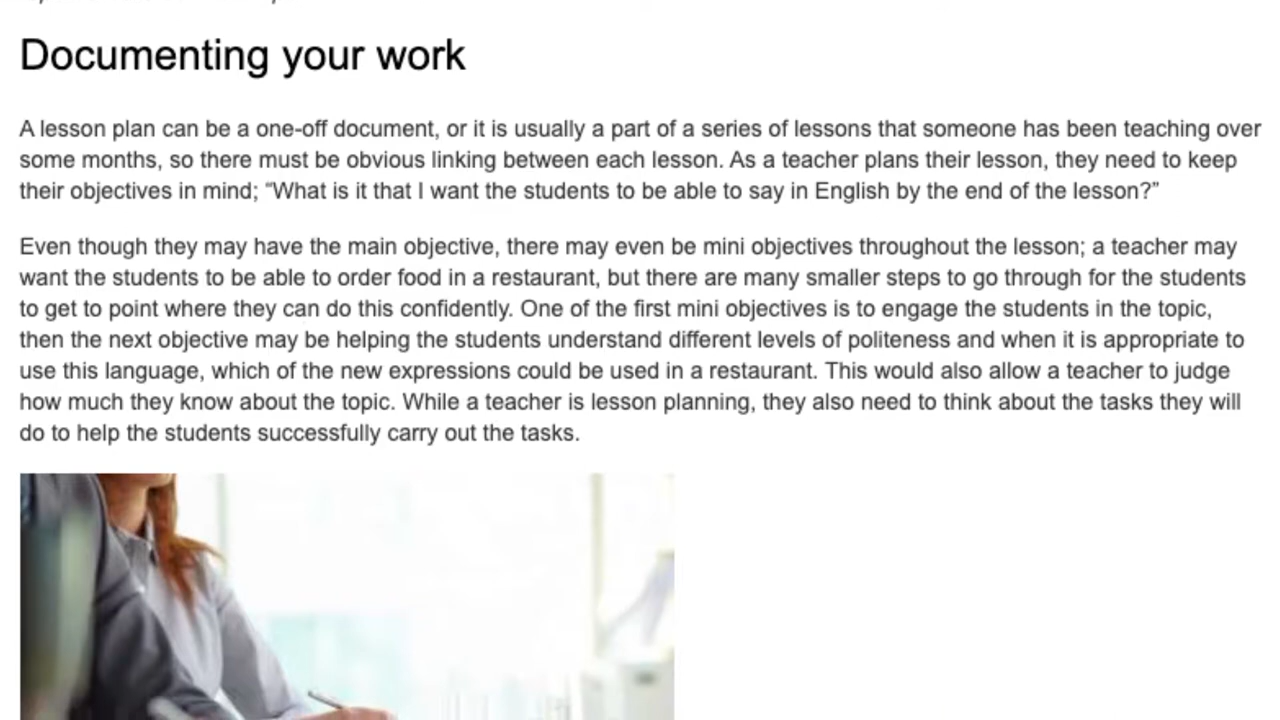 Documenting your work
A lesson plan can be a one-off document, or it is usually a part of a series of lessons that someone has been teaching over
some months, so there must be obvious linking between each lesson. As a teacher plans their lesson, they need to keep
their objectives in mind; “What is it that I want the students to be able to say in English by the end of the lesson?”
Even though they may have the main objective, there may even be mini objectives throughout the lesson; a teacher may
want the students to be able to order food in a restaurant, but there are many smaller steps to go through for the students
to get to point where they can do this confidently. One of the first mini objectives is to engage the students in the topic,
then the next objective may be helping the students understand different levels of politeness and when it is appropriate to
use this language, which of the new expressions could be used in a restaurant. This would also allow a teacher to judge
how much they know about the topic. While a teacher is lesson planning, they also need to think about the tasks they will
do to help the students successfully carry out the tasks.